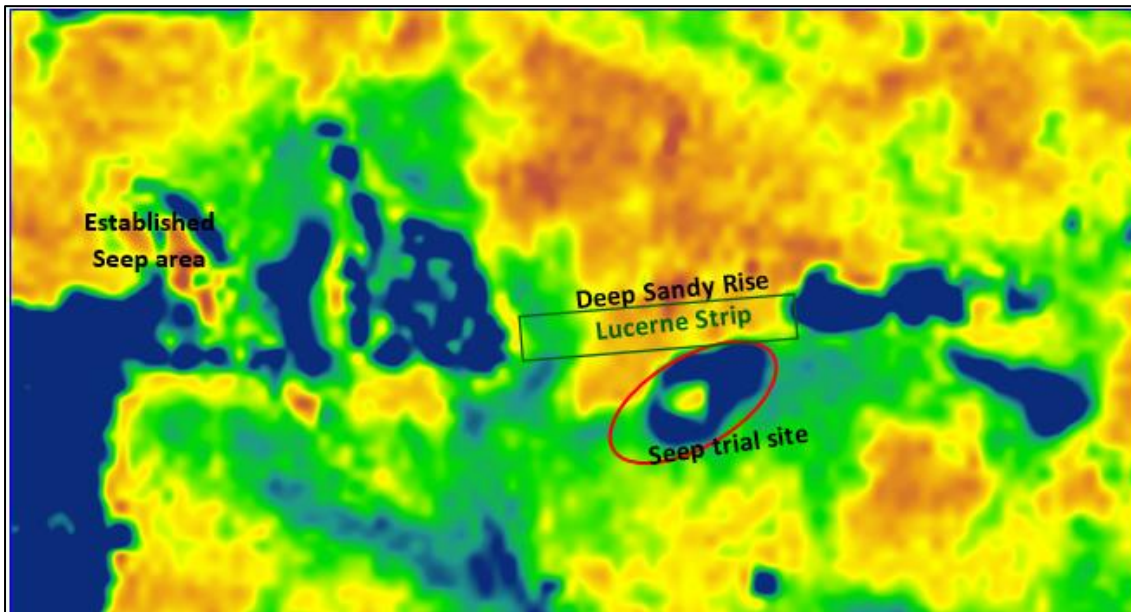 Established
Seep area
Deep Sandy Rise
Lucerne Strip
Seep trial site